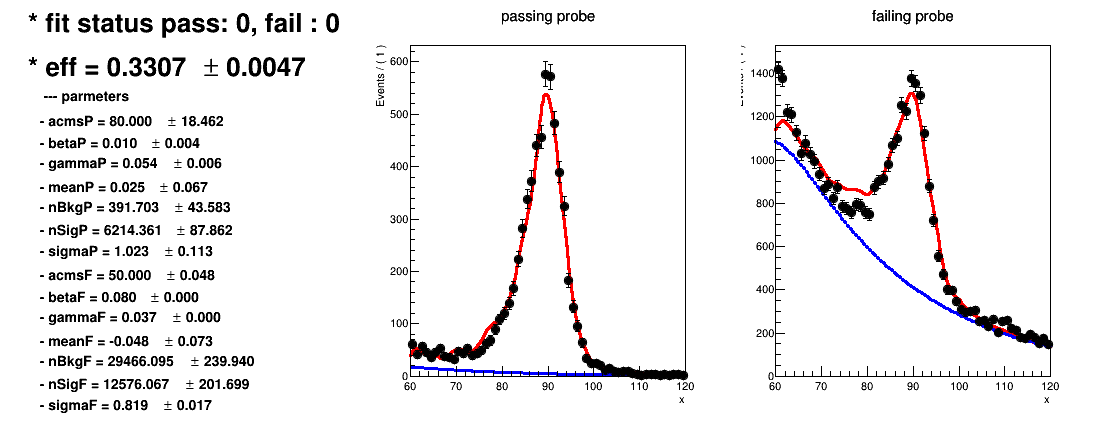 * fit status pass: 0, fail : 0
* eff = 0.3307 ± 0.0047
--- parmeters
- acmsP = 80.000 ± 18.462
- betaP = 0.010 ± 0.004
- gammaP = 0.054 ± 0.006
- meanP = 0.025 ± 0.067
- nBkgP = 391.703 ± 43.583
- nSigP = 6214.361 ± 87.862
- sigmaP = 1.023 ± 0.113
- acmsF = 50.000 ± 0.048
- betaF = 0.080 ± 0.000
- gammaF = 0.037 ± 0.000
- meanF = -0.048 ± 0.073
- nBkgF = 29466.095 ± 239.940
- nSigF = 12576.067 ± 201.699
- sigmaF = 0.819 ± 0.017
passing probe
Events / ( 1 )
600
500
400
300
200
100
0
60 70 80 90 100 110 120
x
failing probe
Events / ( 1 )
1400
1200
1000
800
600
400
200
0
60 70 80 90 100 110 120
x